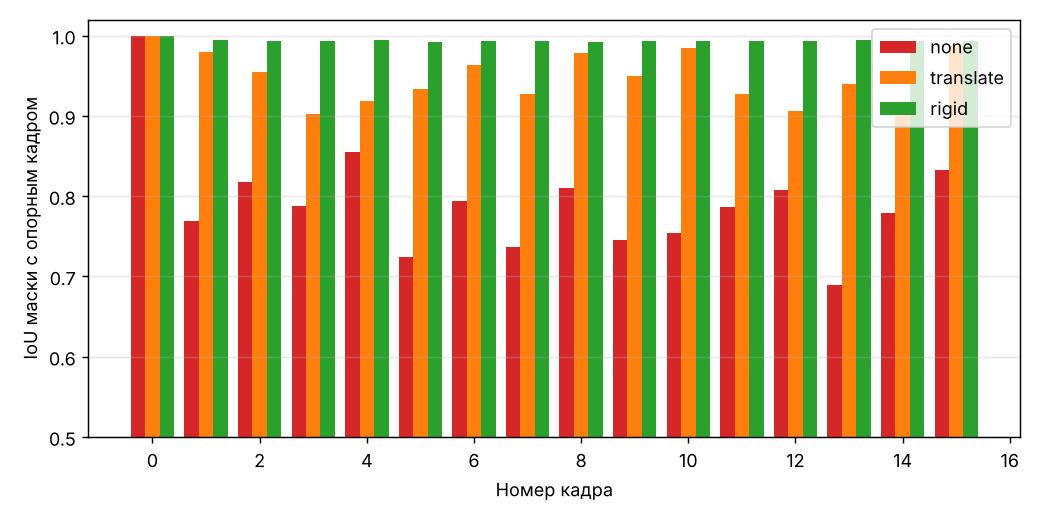 IoU маски с опорным кадром
1.0
0.9
0.8
0.7
0.6
0.5
none
translate
rigid
0 2 4 6 8 10 12 14 16
Номер кадра